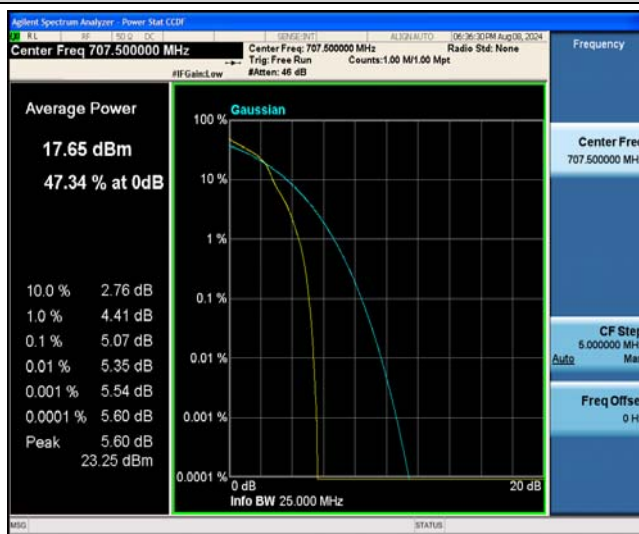 Agilent Spectrum Analyzer - Power Stat CCDF
RL RF 50 Ω DC SENSE:INT ALIGN AUTO 06:36:30 PM Aug 08, 2024
Center Freq 707.500000 MHz
Center Freq: 707.500000 MHz Radio Std: None
Trig: Free Run Counts:1.00 M/1.00 Mpt
#IFGain:Low #Atten: 46 dB
Frequency
Average Power
17.65 dBm
47.34 % at 0dB
10.0 % 2.76 dB
1.0 % 4.41 dB
0.1 % 5.07 dB
0.01 % 5.35 dB
0.001 % 5.54 dB
0.0001 % 5.60 dB
Peak 5.60 dB
23.25 dBm
Gaussian
100 %
10 %
1 %
0.1 %
0.01 %
0.001 %
0.0001 %
0 dB 20 dB
Info BW 25.000 MHz
Center Fre
707.500000 MH
CF Step
5.000000 MH
Auto Ma
Freq Offse
0 H
MSG STATUS